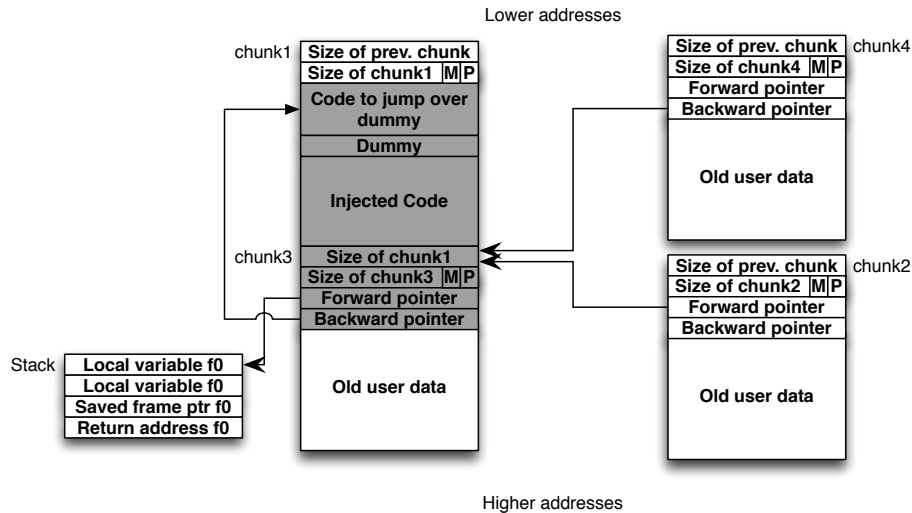 Lower addresses
chunk1
Size of prev. chunk
Size of chunk1 M P
Code to jump over
dummy
Dummy
Injected Code
chunk3
Size of chunk1
Size of chunk3 M P
Forward pointer
Backward pointer
Old user data
Stack
Local variable f0
Local variable f0
Saved frame ptr f0
Return address f0
Size of prev. chunk
chunk4
Size of chunk4 M P
Forward pointer
Backward pointer
Old user data
Size of prev. chunk
chunk2
Size of chunk2 M P
Forward pointer
Backward pointer
Old user data
Higher addresses